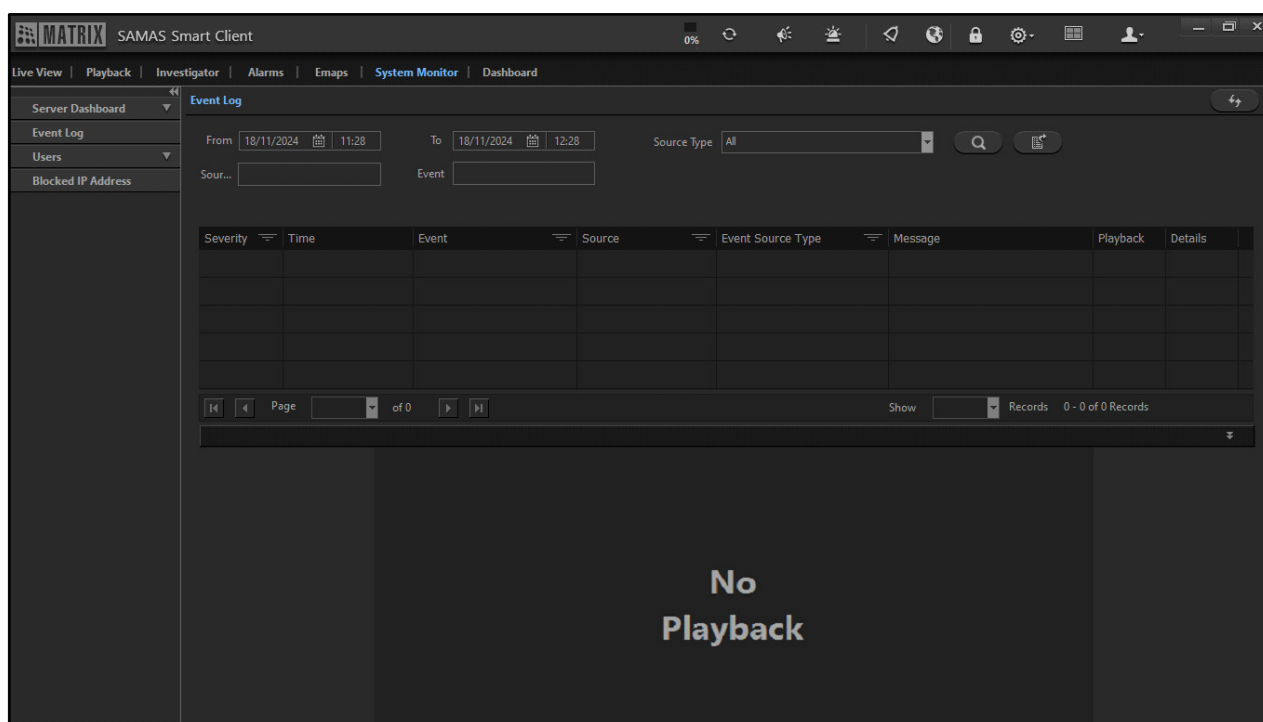 MATRIX SAMAS Smart Client 0%
Live View | Playback | Investigator | Alarms | Emaps | System Monitor | Dashboard
Server Dashboard
Event Log
Users
Blocked IP Address
Event Log
From 18/11/2024 11:28 To 18/11/2024 12:28 Source Type All
Sour... Event
Severity Time Event Source Event Source Type Message Playback Details
Page of 0 Show Records 0 - 0 of 0 Records
No
Playback